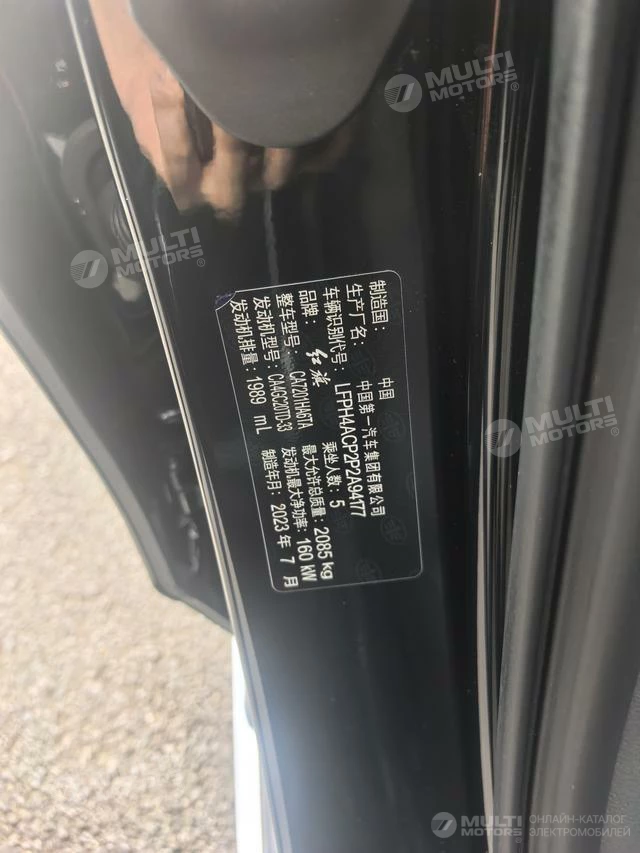 制造国： 中国
生产厂名： 中国第一汽车集团有限公司
车辆识别代号： LFPH4ACP2P2A94177
品牌： 红旗 乘坐人数：5
整车型号：CA7201HA6TA 最大允许总质量：2085 kg
发动机型号：CA4GC20TD-33 发动机最大净功率：160 kW
发动机排量：1989 mL 制造年月：2023 年 7 月
MULTI
MOTORS®
MULTI
MOTORS®
MULTI
MOTORS®
MULTI
MOTORS®
ОНЛАЙН-КАТАЛОГ
ЭЛЕКТРОМОБИЛЕЙ